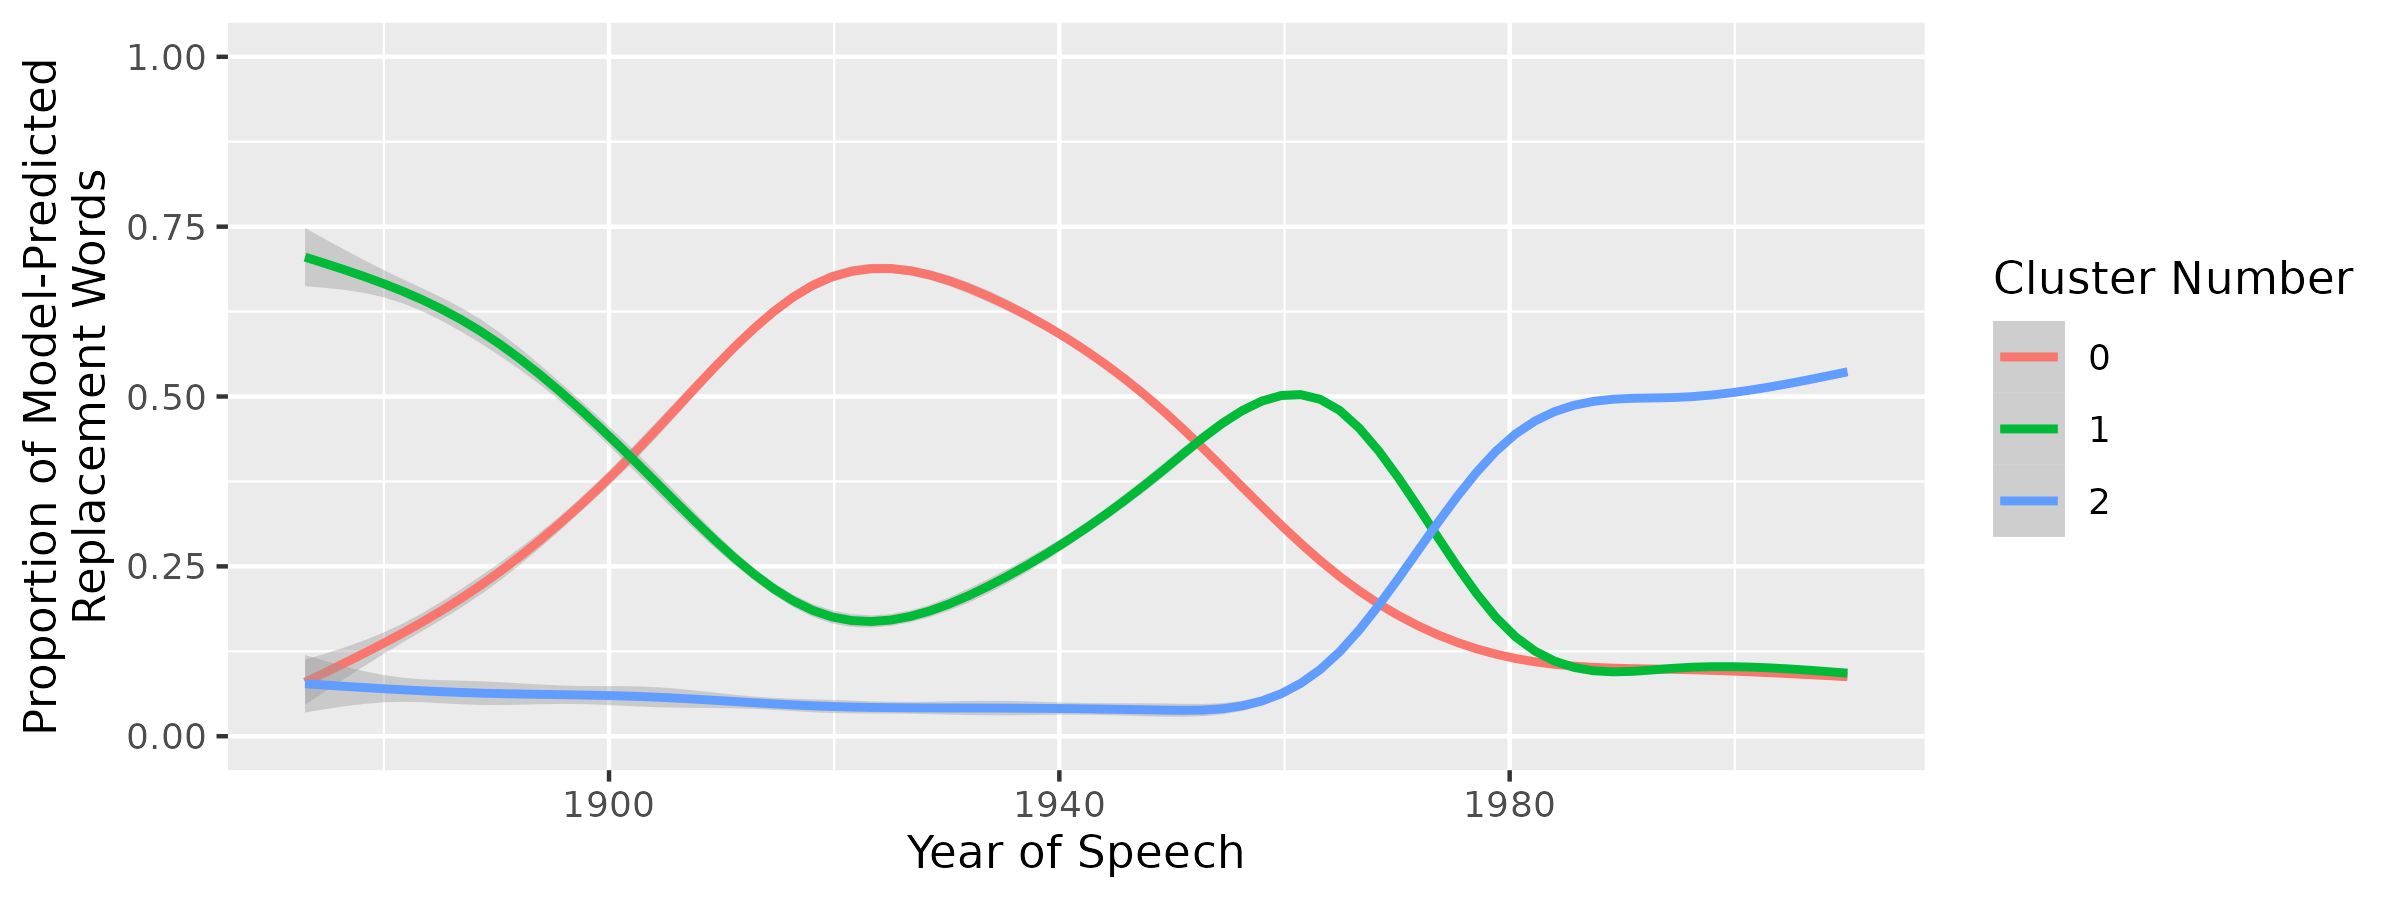 Proportion of Model-Predicted
Replacement Words
1.00
0.75
0.50
0.25
0.00
1900
1940
1980
Year of Speech
Cluster Number
0
1
2